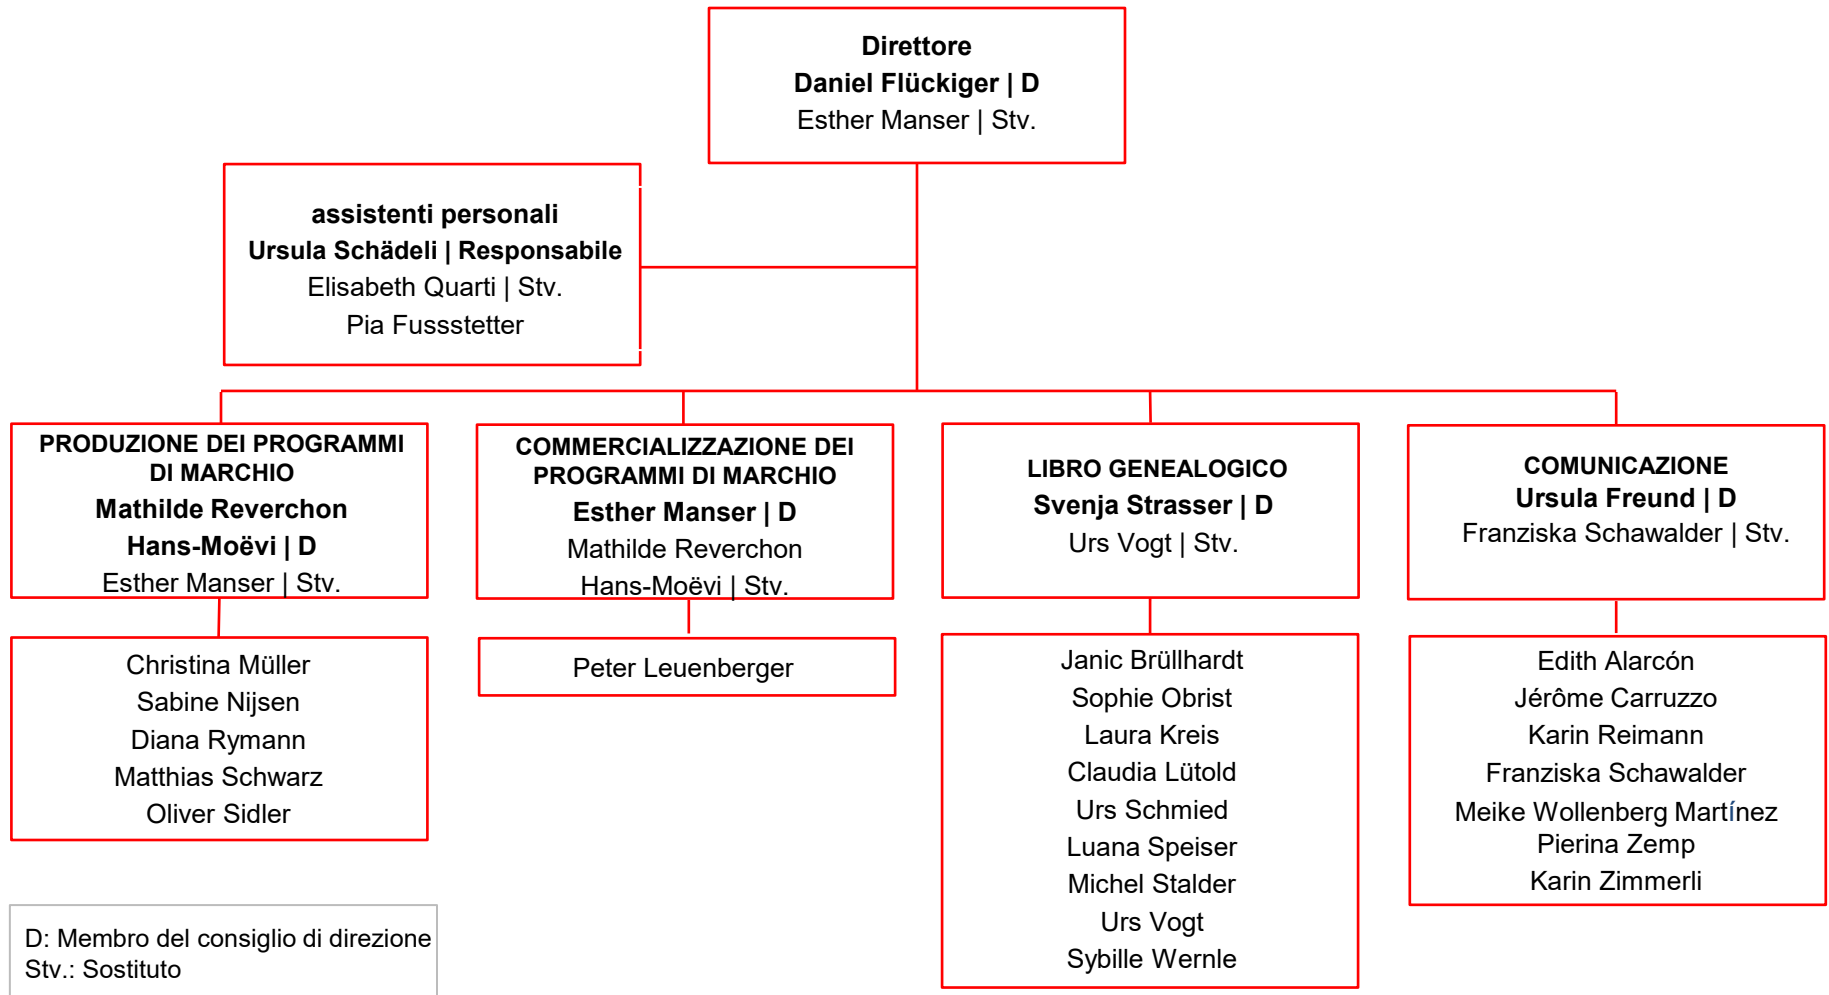 Direttore
Daniel Flückiger | D
Esther Manser | Stv.
assistenti personali
Ursula Schädeli | Responsabile
Elisabeth Quarti | Stv.
Pia Fussstetter
PRODUZIONE DEI PROGRAMMI
DI MARCHIO
Mathilde Reverchon
Hans-Moëvi | D
Esther Manser | Stv.
Christina Müller
Sabine Nijsen
Diana Rymann
Matthias Schwarz
Oliver Sidler
COMMERCIALIZZAZIONE DEI
PROGRAMMI DI MARCHIO
Esther Manser | D
Mathilde Reverchon
Hans-Moëvi | Stv.
Peter Leuenberger
LIBRO GENEALOGICO
Svenja Strasser | D
Urs Vogt | Stv.
Janic Brüllhardt
Sophie Obrist
Laura Kreis
Claudia Lütold
Urs Schmied
Luana Speiser
Michel Stalder
Urs Vogt
Sybille Wernle
COMUNICAZIONE
Ursula Freund | D
Franziska Schawalder | Stv.
Edith Alarcón
Jérôme Carruzzo
Karin Reimann
Franziska Schawalder
Meike Wollenberg Martínez
Pierina Zemp
Karin Zimmerli
D: Membro del consiglio di direzione
Stv.: Sostituto